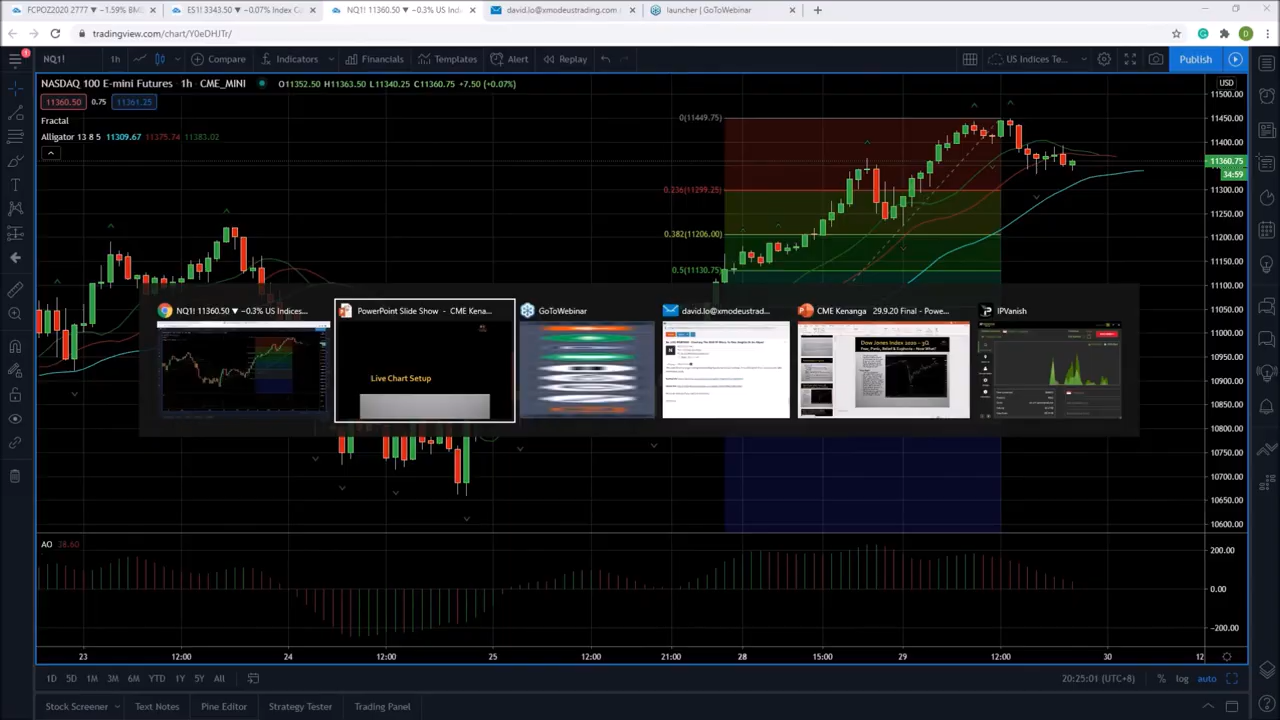 FCPOZ2020 2777 ▼ −1.59% BM
ES1! 3343.50 ▼ −0.07% Index C
NQ1! 11360.50 ▼ −0.3% US Indices
david.lo@xmodeustrading.com
launcher | GoToWebinar
tradingview.com/chart/Y0eDHJTr/
NQ1!
1h
Compare
Indicators
Financials
Templates
Alert
Replay
US Indices Te...
Publish
NASDAQ 100 E-mini Futures · 1h · CME_MINI
O11352.50 H11363.50 L11340.25 C11360.75 +7.50 (+0.07%)
USD
11360.50 0.75 11361.25
Fractal
Alligator 13 8 5 11309.67 11375.74 11383.02
0(11449.75)
0.236(11299.25)
0.382(11206.00)
0.5(11130.75)
11500.00
11450.00
11400.00
11360.75
34:59
11300.00
11250.00
11200.00
11150.00
11100.00
11050.00
11000.00
10950.00
10900.00
10850.00
10800.00
10750.00
10700.00
10650.00
10600.00
NQ1! 11360.50 ▼ −0.3% US Indices...
PowerPoint Slide Show - CME Kena...
GoToWebinar
david.lo@xmodeustrad...
CME Kenanga 29.9.20 Final - Powe...
IPVanish
Live Chart Setup
Dow Jones Index 2020 – 3Q
Fear, Panic, Relief & Euphoria – Now What?
AO 38.60
200.00
0.00
−200.00
23 12:00 24 12:00 25 12:00 21:00 28 15:00 29 12:00 30 12
1D 5D 1M 3M 6M YTD 1Y 5Y All
20:25:01 (UTC+8)
% log auto
Stock Screener Text Notes Pine Editor Strategy Tester Trading Panel